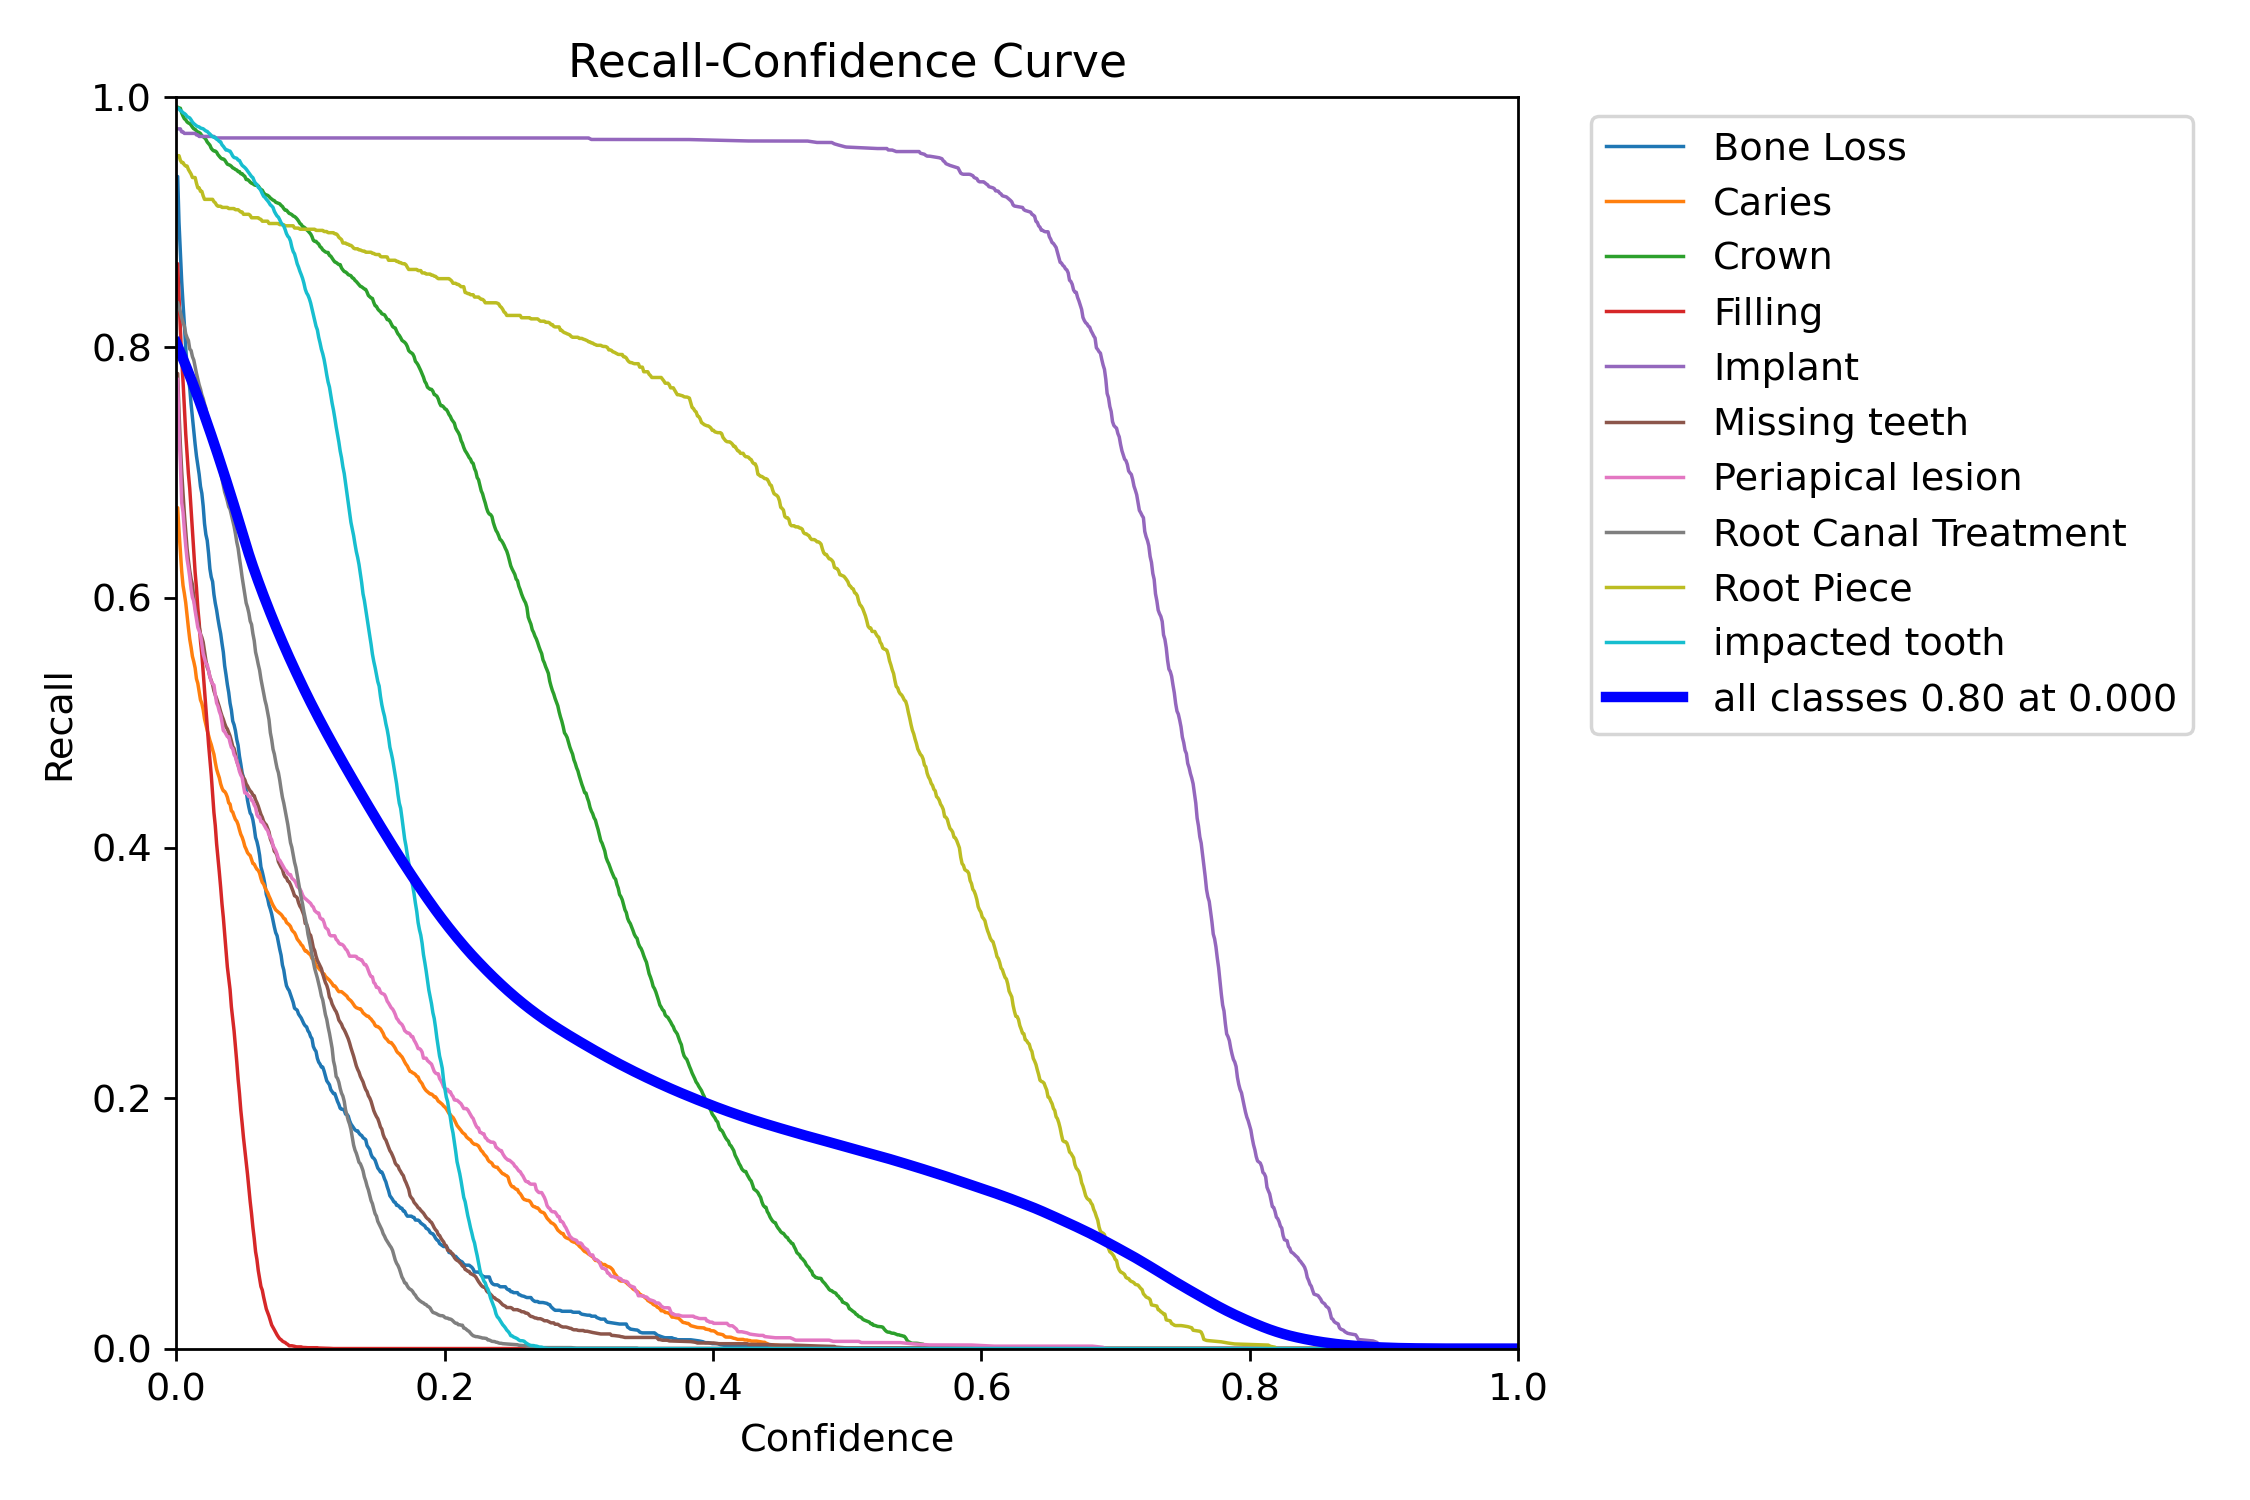 Recall-Confidence Curve
1.0
0.8
0.6
0.4
0.2
0.0
Recall
0.0 0.2 0.4 0.6 0.8 1.0
Confidence
Bone Loss
Caries
Crown
Filling
Implant
Missing teeth
Periapical lesion
Root Canal Treatment
Root Piece
impacted tooth
all classes 0.80 at 0.000